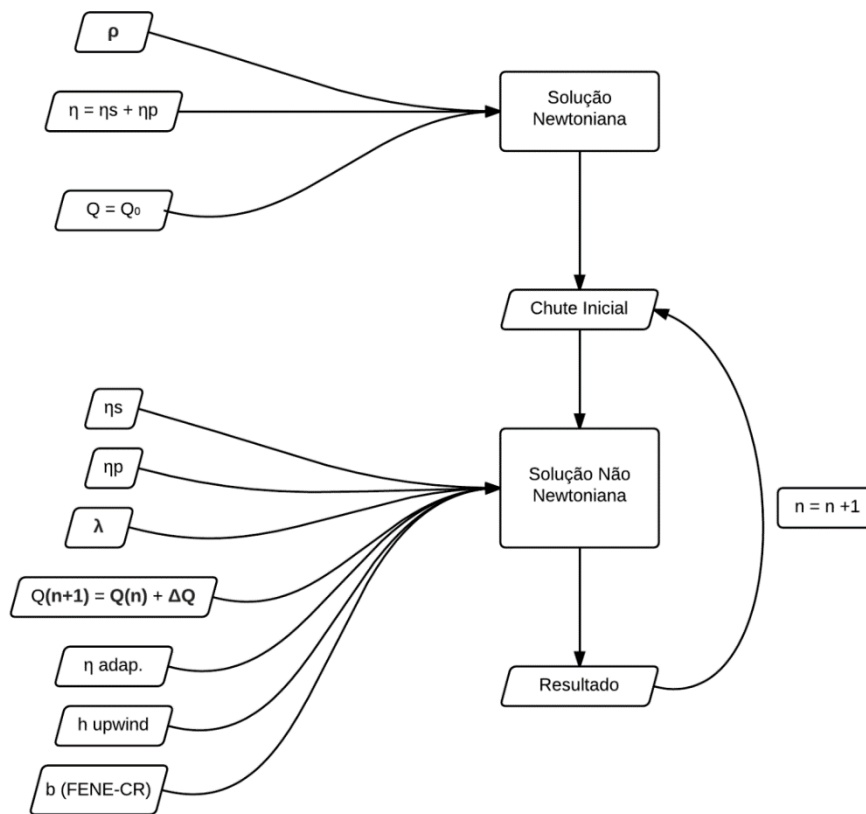 ρ
η = ηs + ηp
Q = Q₀
Solução
Newtoniana
Chute Inicial
ηs
ηp
λ
Q(n+1) = Q(n) + ΔQ
η adap.
h upwind
b (FENE-CR)
Solução Não
Newtoniana
n = n +1
Resultado